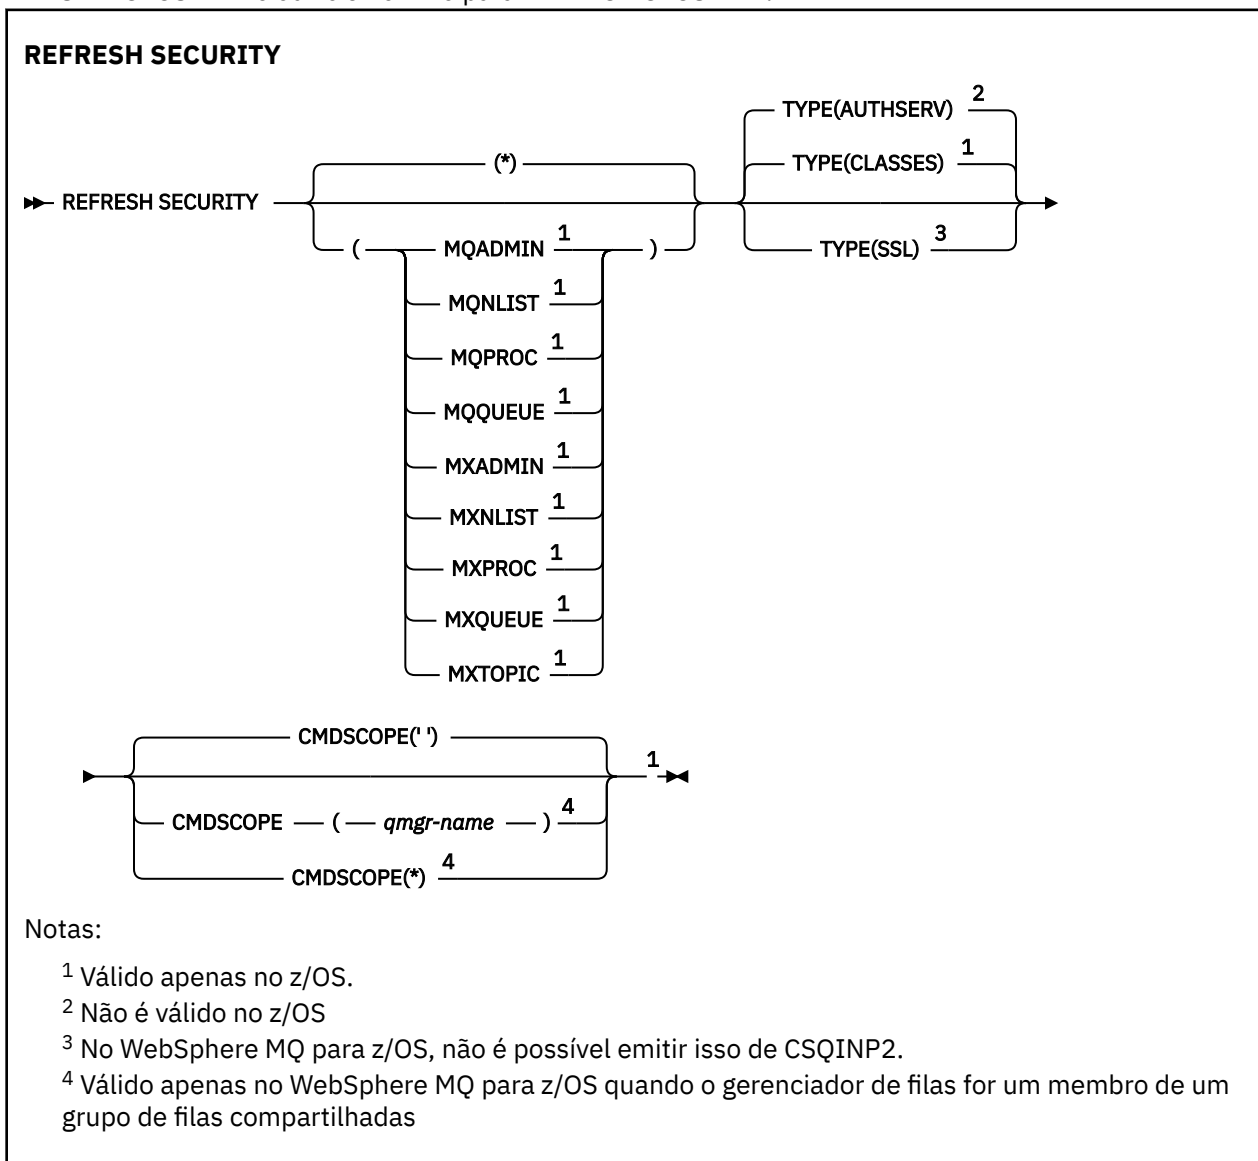 REFRESH SECURITY
TYPE(AUTHSERV) 2
(*)
TYPE(CLASSES) 1
REFRESH SECURITY
( MQADMIN 1 )
TYPE(SSL) 3
MQNLIST 1
MQPROC 1
MQQUEUE 1
MXADMIN 1
MXNLIST 1
MXPROC 1
MXQUEUE 1
MXTOPIC 1
CMDSCOPE(' ')
1
CMDSCOPE ( qmgr-name ) 4
CMDSCOPE(*) 4
Notas:
1 Válido apenas no z/OS.
2 Não é válido no z/OS
3 No WebSphere MQ para z/OS, não é possível emitir isso de CSQINP2.
4 Válido apenas no WebSphere MQ para z/OS quando o gerenciador de filas for um membro de um
grupo de filas compartilhadas